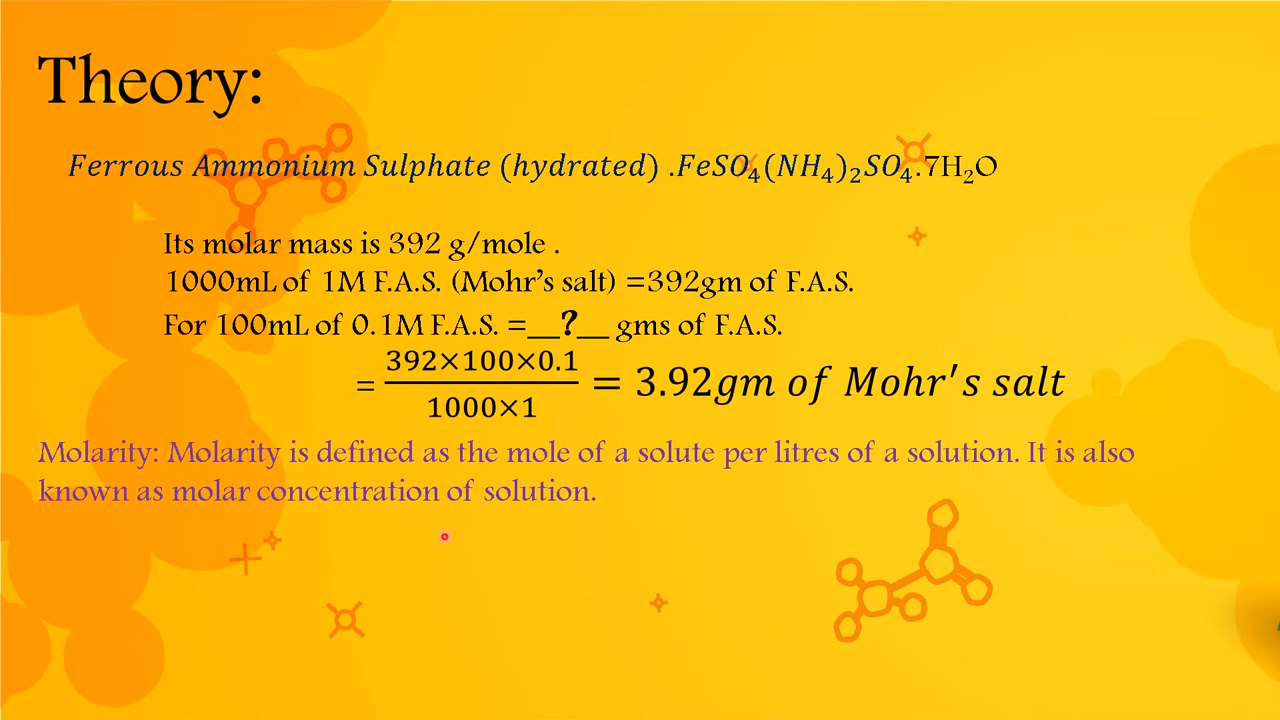 Theory:
Ferrous Ammonium Sulphate (hydrated) .FeSO₄(NH₄)₂SO₄.7H₂O
Its molar mass is 392 g/mole .
1000mL of 1M F.A.S. (Mohr's salt) =392gm of F.A.S.
For 100mL of 0.1M F.A.S. =__?__ gms of F.A.S.
= 392×100×0.1 / 1000×1 = 3.92gm of Mohr's salt
Molarity: Molarity is defined as the mole of a solute per litres of a solution. It is also
known as molar concentration of solution.